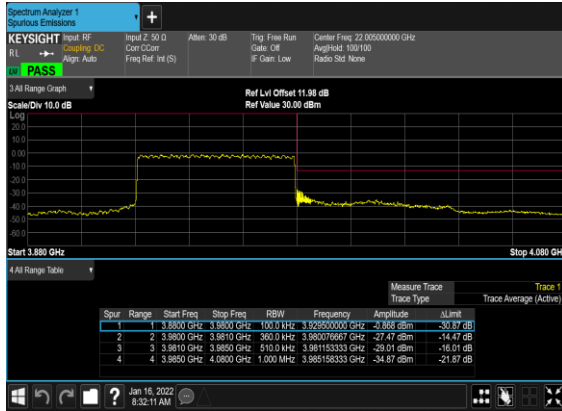 Spectrum Analyzer 1
Spurious Emissions
+
KEYSIGHT Input: RF Input Z: 50 Ω Atten: 30 dB Trig: Free Run Center Freq: 22.005000000 GHz
RL Coupling: DC Corr CCorr Gate: Off Avg|Hold: 100/100
Align: Auto Freq Ref: Int (S) IF Gain: Low Radio Std: None
PASS
3 All Range Graph Ref Lvl Offset 11.98 dB
Scale/Div 10.0 dB Ref Value 30.00 dBm
Log
20.0
10.0
0.00
-10.0
-20.0
-30.0
-40.0
-50.0
-60.0
Start 3.880 GHz Stop 4.080 GH
4 All Range Table
Measure Trace Trace 1
Trace Type Trace Average (Active)
Spur Range Start Freq Stop Freq RBW Frequency Amplitude ΔLimit
1 1 3.8800 GHz 3.9800 GHz 100.0 kHz 3.929500000 GHz -0.868 dBm -30.87 dB
2 2 3.9800 GHz 3.9810 GHz 360.0 kHz 3.980076667 GHz -27.47 dBm -14.47 dB
3 3 3.9810 GHz 3.9850 GHz 510.0 kHz 3.981153333 GHz -29.01 dBm -16.01 dB
4 4 3.9850 GHz 4.0800 GHz 1.000 MHz 3.985158333 GHz -34.87 dBm -21.87 dB
? Jan 16, 2022
8:32:11 AM